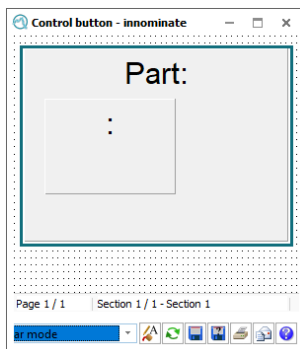 Control button - innominate
Part:
:
Page 1 / 1 Section 1 / 1 - Section 1
ar mode